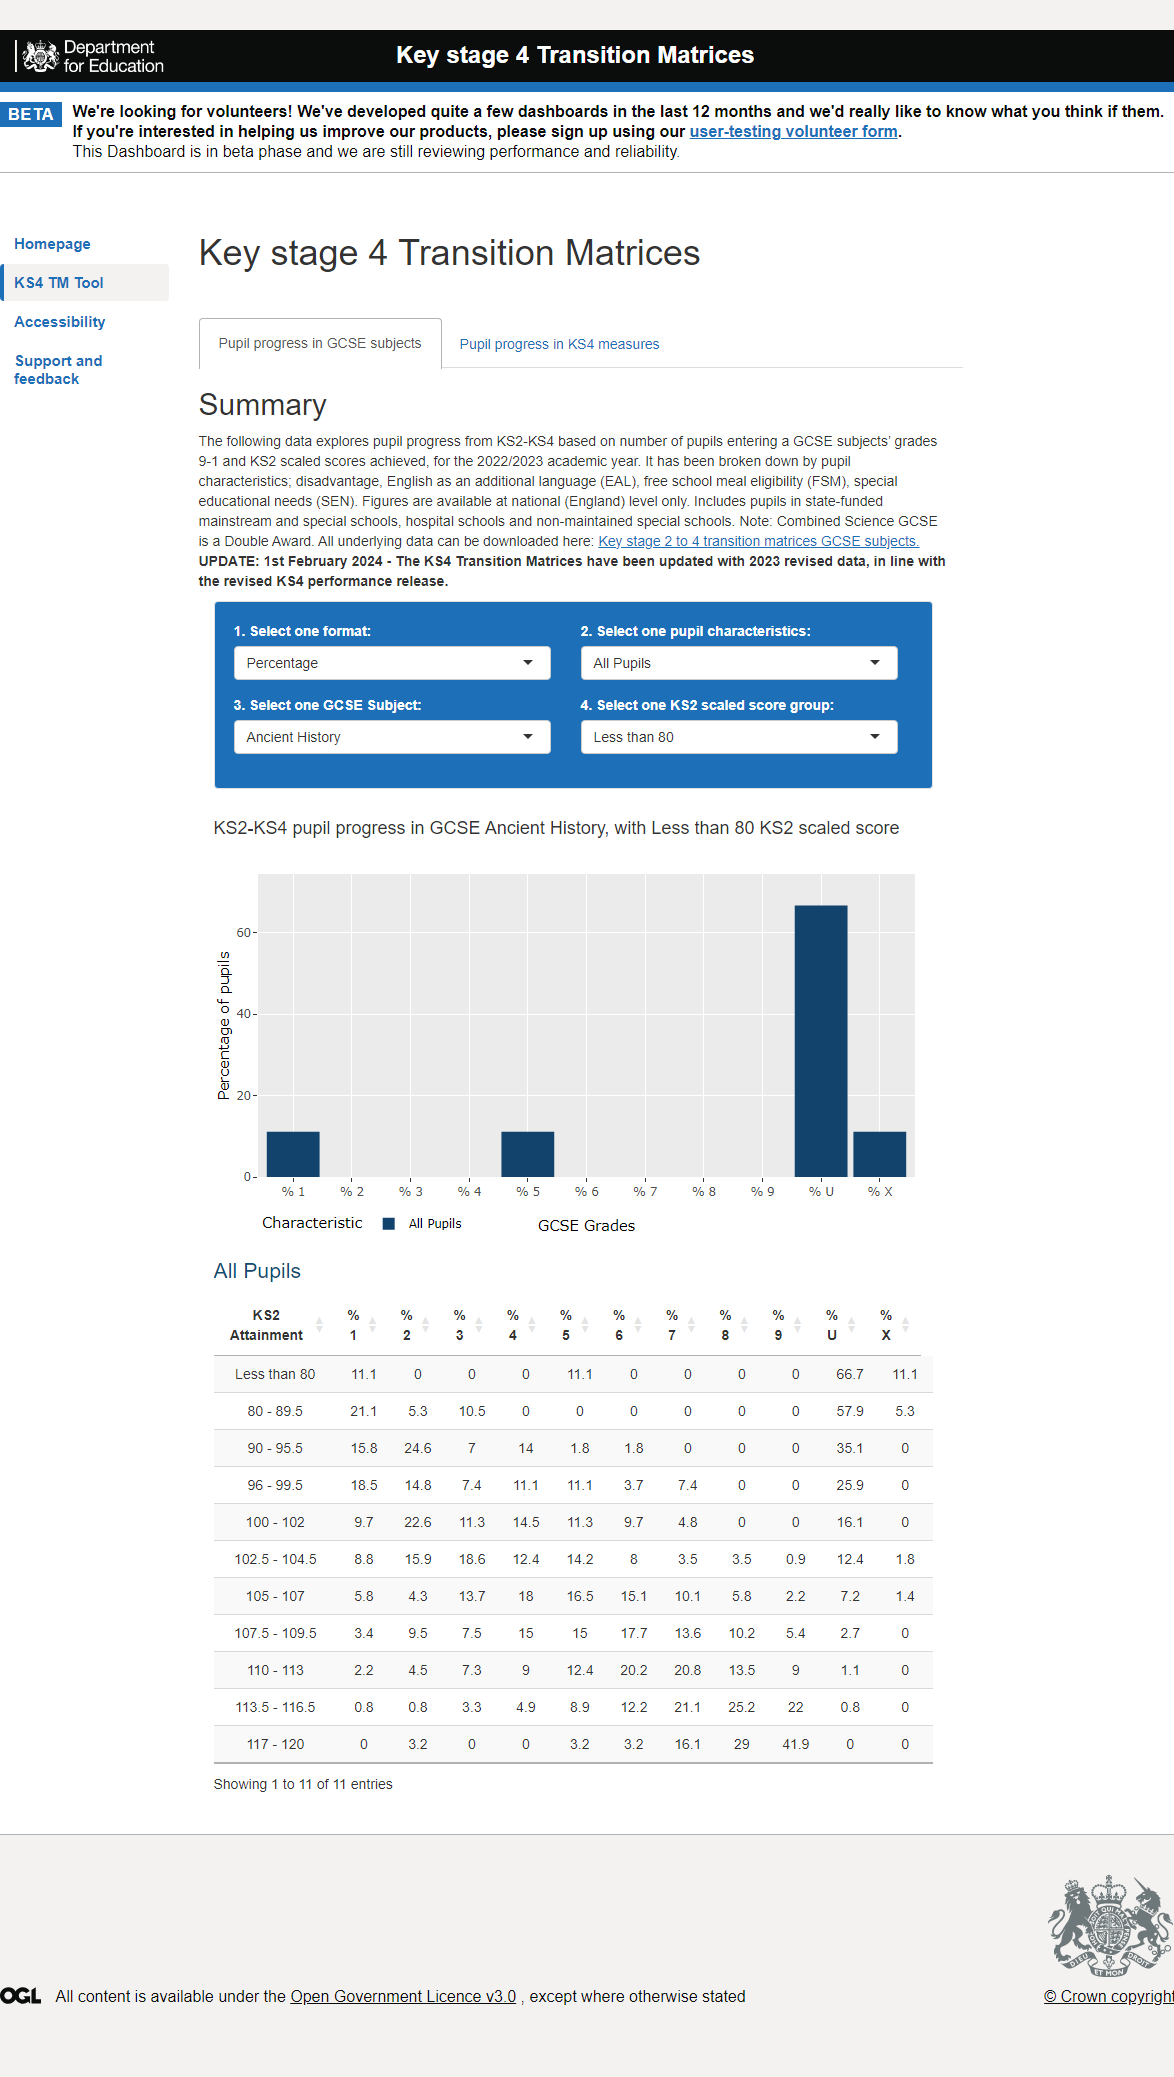 Department
for Education
Key stage 4 Transition Matrices
BETA
We're looking for volunteers! We've developed quite a few dashboards in the last 12 months and we'd really like to know what you think if them.
If you're interested in helping us improve our products, please sign up using our user-testing volunteer form.
This Dashboard is in beta phase and we are still reviewing performance and reliability.
Homepage
KS4 TM Tool
Accessibility
Support and
feedback
Key stage 4 Transition Matrices
Pupil progress in GCSE subjects
Pupil progress in KS4 measures
Summary
The following data explores pupil progress from KS2-KS4 based on number of pupils entering a GCSE subjects' grades
9-1 and KS2 scaled scores achieved, for the 2022/2023 academic year. It has been broken down by pupil
characteristics; disadvantage, English as an additional language (EAL), free school meal eligibility (FSM), special
educational needs (SEN). Figures are available at national (England) level only. Includes pupils in state-funded
mainstream and special schools, hospital schools and non-maintained special schools. Note: Combined Science GCSE
is a Double Award. All underlying data can be downloaded here: Key stage 2 to 4 transition matrices GCSE subjects.
UPDATE: 1st February 2024 - The KS4 Transition Matrices have been updated with 2023 revised data, in line with
the revised KS4 performance release.
1. Select one format:
Percentage
2. Select one pupil characteristics:
All Pupils
3. Select one GCSE Subject:
Ancient History
4. Select one KS2 scaled score group:
Less than 80
KS2-KS4 pupil progress in GCSE Ancient History, with Less than 80 KS2 scaled score
Percentage of pupils
60
40
20
0
% 1 % 2 % 3 % 4 % 5 % 6 % 7 % 8 % 9 % U % X
Characteristic All Pupils GCSE Grades
All Pupils
KS2 % % % % % % % % % % %
Attainment 1 2 3 4 5 6 7 8 9 U X
Less than 80 11.1 0 0 0 11.1 0 0 0 0 66.7 11.1
80 - 89.5 21.1 5.3 10.5 0 0 0 0 0 0 57.9 5.3
90 - 95.5 15.8 24.6 7 14 1.8 1.8 0 0 0 35.1 0
96 - 99.5 18.5 14.8 7.4 11.1 11.1 3.7 7.4 0 0 25.9 0
100 - 102 9.7 22.6 11.3 14.5 11.3 9.7 4.8 0 0 16.1 0
102.5 - 104.5 8.8 15.9 18.6 12.4 14.2 8 3.5 3.5 0.9 12.4 1.8
105 - 107 5.8 4.3 13.7 18 16.5 15.1 10.1 5.8 2.2 7.2 1.4
107.5 - 109.5 3.4 9.5 7.5 15 15 17.7 13.6 10.2 5.4 2.7 0
110 - 113 2.2 4.5 7.3 9 12.4 20.2 20.8 13.5 9 1.1 0
113.5 - 116.5 0.8 0.8 3.3 4.9 8.9 12.2 21.1 25.2 22 0.8 0
117 - 120 0 3.2 0 0 3.2 3.2 16.1 29 41.9 0 0
Showing 1 to 11 of 11 entries
DIEU ET MON DROIT
OGL All content is available under the Open Government Licence v3.0 , except where otherwise stated
© Crown copyright